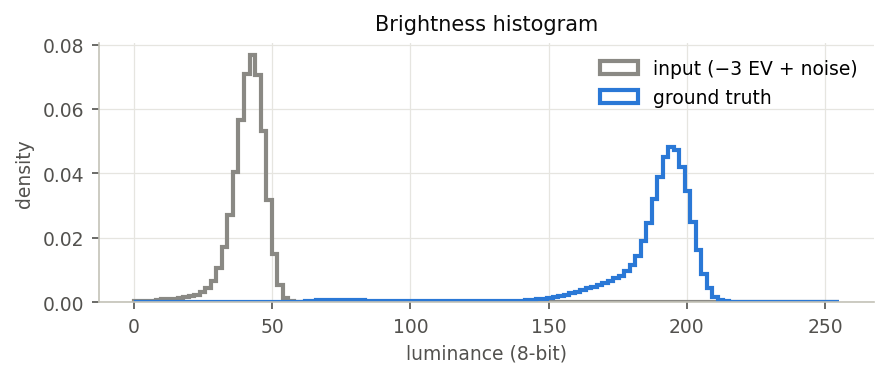 Brightness histogram
input (−3 EV + noise)
ground truth
density
0.08
0.06
0.04
0.02
0.00
0 50 100 150 200 250
luminance (8-bit)